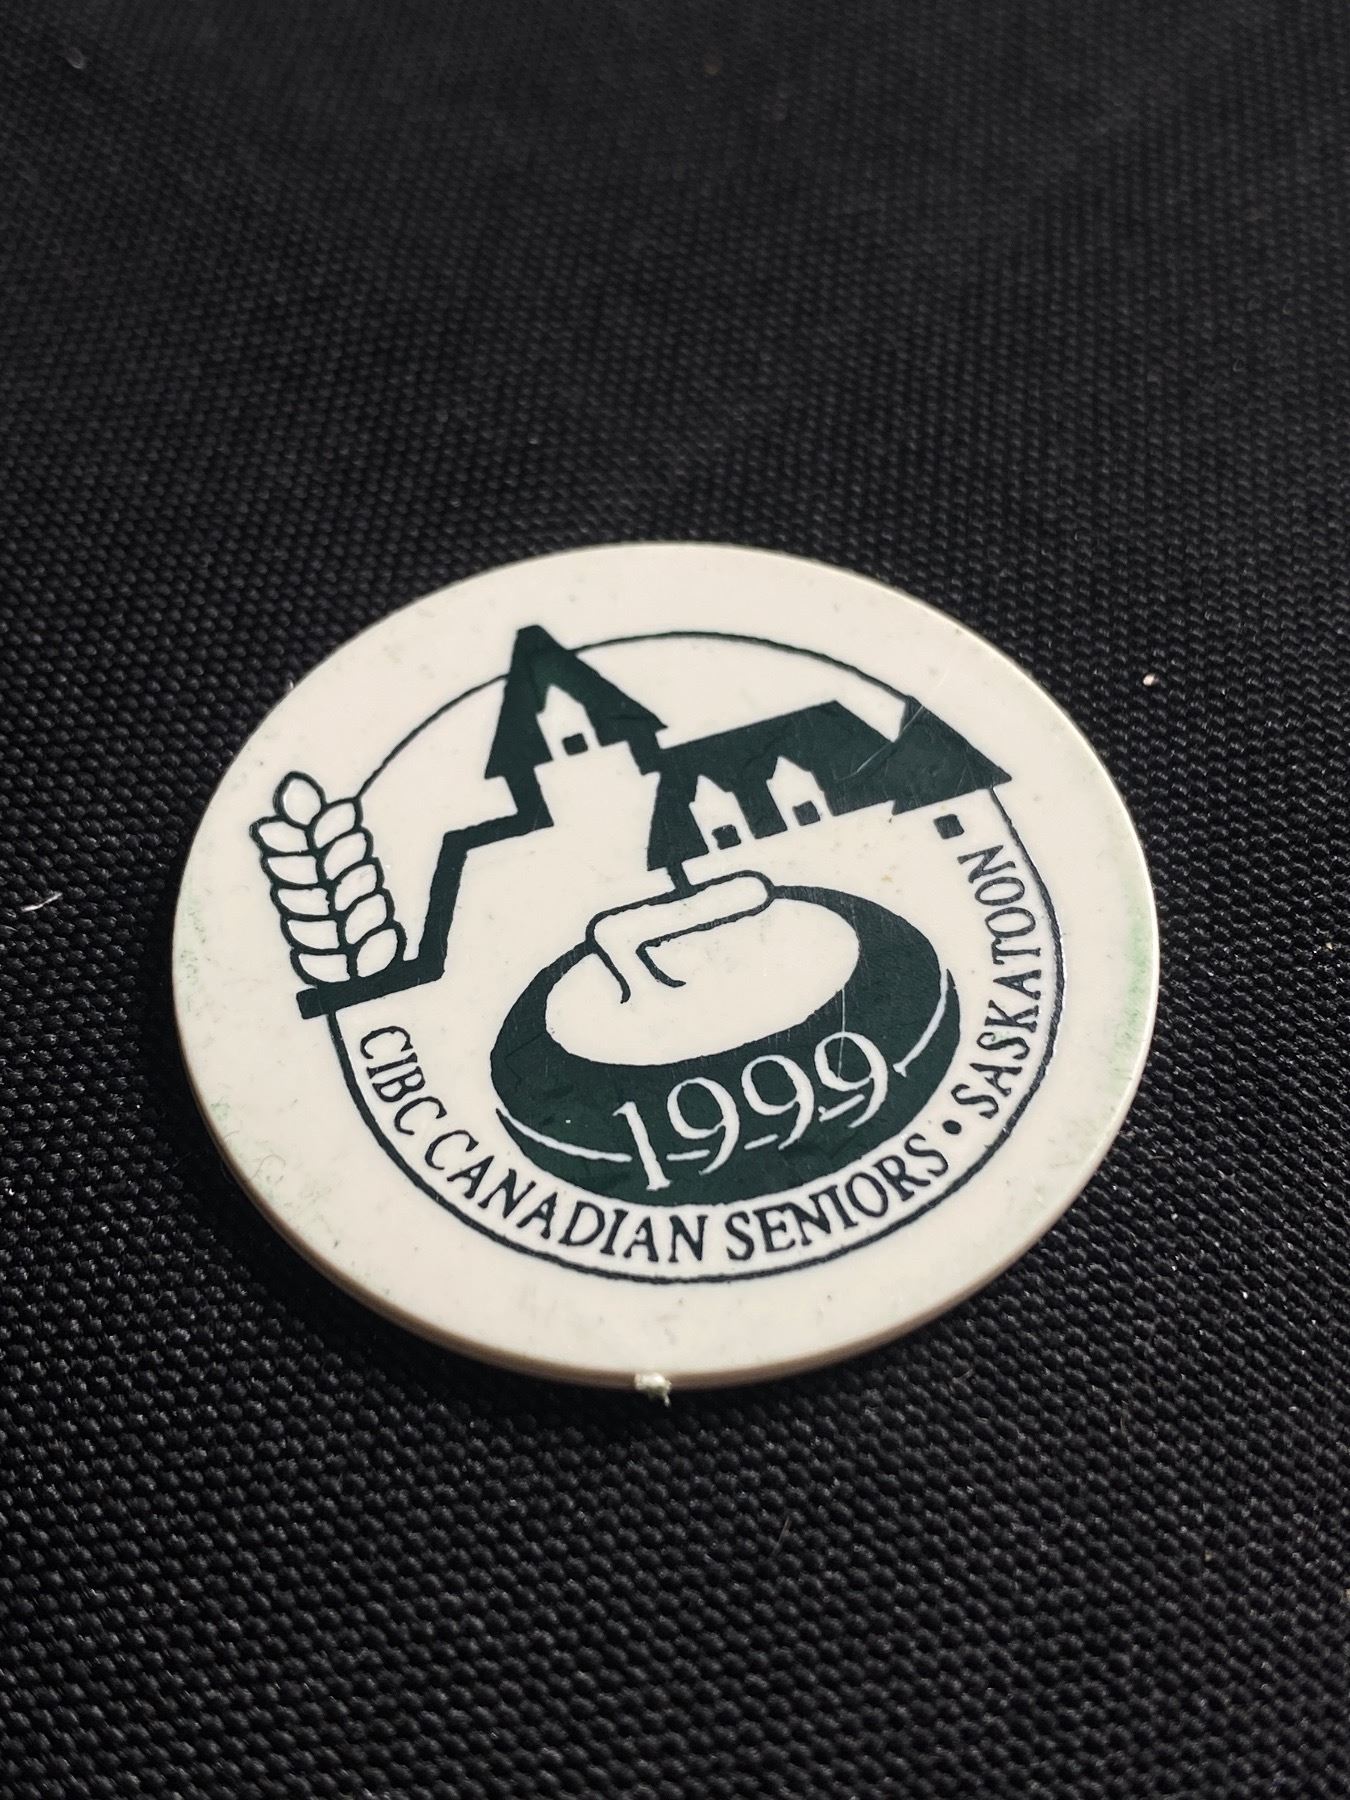 1999
CIBC CANADIAN SENIORS • SASKATOON